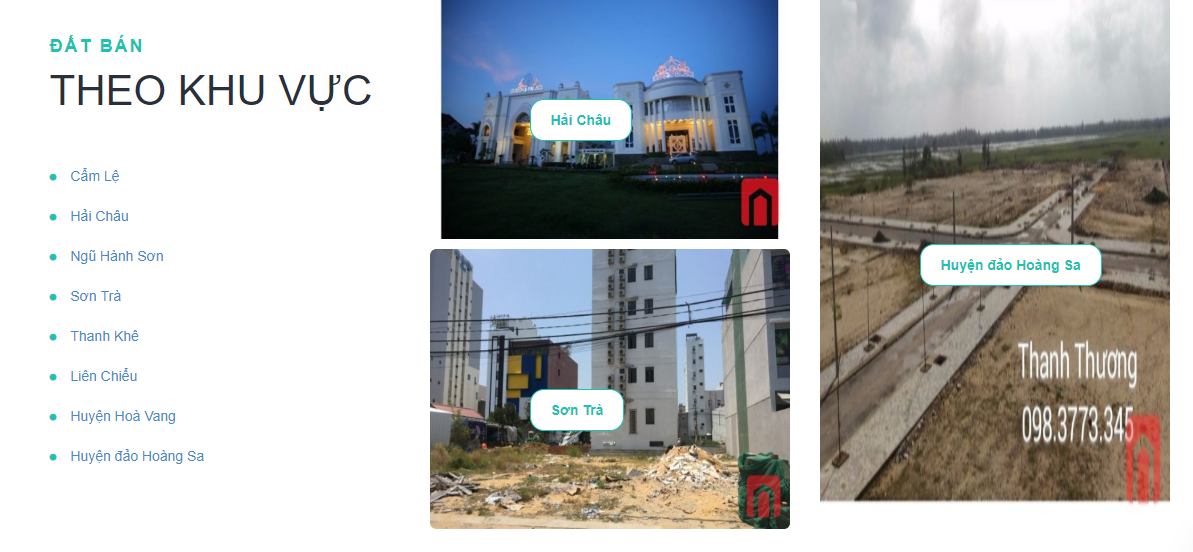 ĐẤT BÁN
THEO KHU VỰC
Cẩm Lệ
Hải Châu
Ngũ Hành Sơn
Sơn Trà
Thanh Khê
Liên Chiểu
Huyện Hoà Vang
Huyện đảo Hoàng Sa
Hải Châu
Sơn Trà
Huyện đảo Hoàng Sa
Thanh Thương
098.3773.345